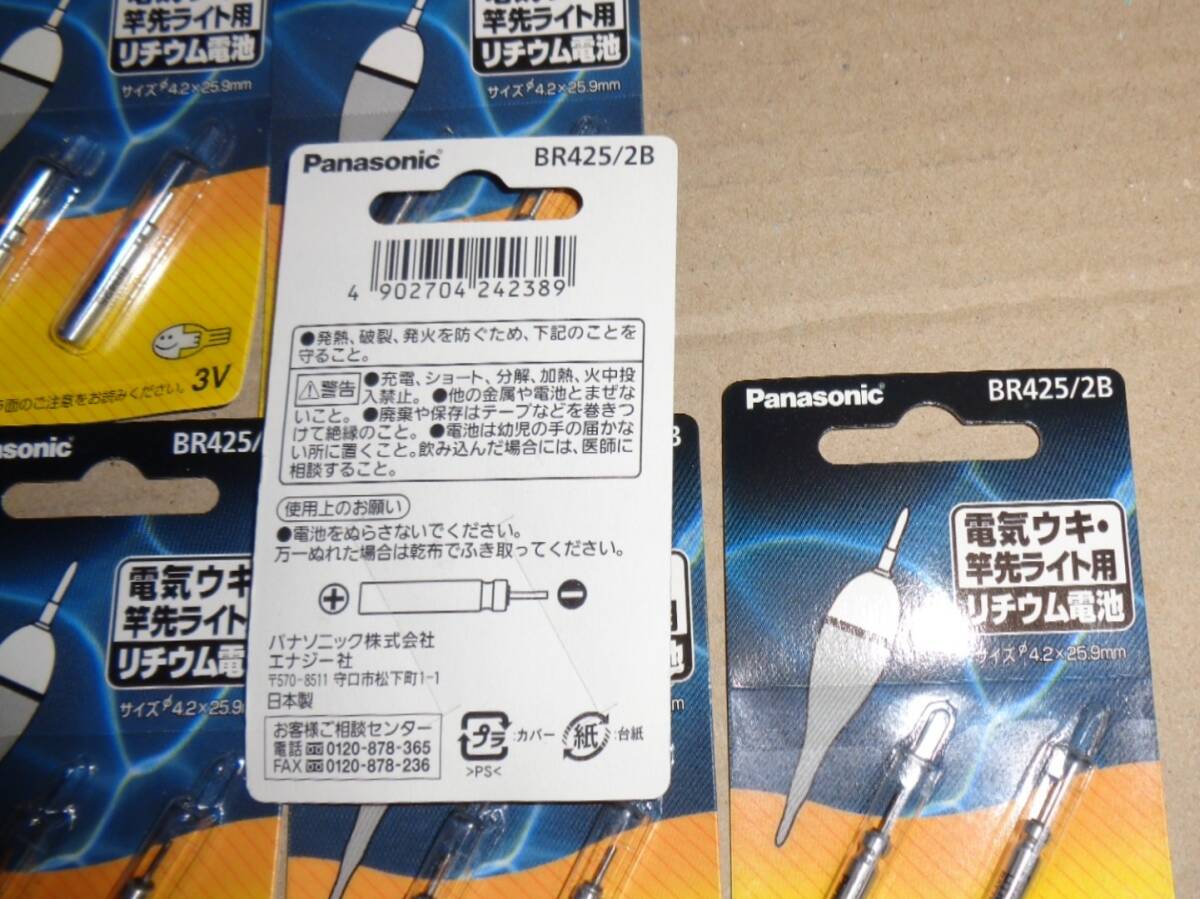 竿先ライト用
リチウム電池
サイズφ4.2×25.9mm
竿先ライト用
リチウム電池
サイズφ4.2×25.9mm
面のご注意をお読みください。 3V
Panasonic BR425/2B
4 902704 242389
●発熱、破裂、発火を防ぐため、下記のことを
守ること。
⚠警告 ●充電、ショート、分解、加熱、火中投
入禁止。 ●他の金属や電池とまぜな
いこと。●廃棄や保存はテープなどを巻きつ
けて絶縁のこと。 ●電池は幼児の手の届かな
い所に置くこと。飲み込んだ場合には、医師に
相談すること。
使用上のお願い
●電池をぬらさないでください。
万一ぬれた場合は乾布でふき取ってください。
⊕ ⊖
パナソニック株式会社
エナジー社
〒570-8511 守口市松下町1-1
日本製
お客様ご相談センター
電話 0120-878-365
FAX 0120-878-236
プラ :カバー 紙 :台紙
>PS<
sonic BR425/
電気ウキ
竿先ライト
リチウム電
サイズφ4.2×25.9
B
池
m
Panasonic BR425/2B
電気ウキ・
竿先ライト用
リチウム電池
サイズφ4.2×25.9mm